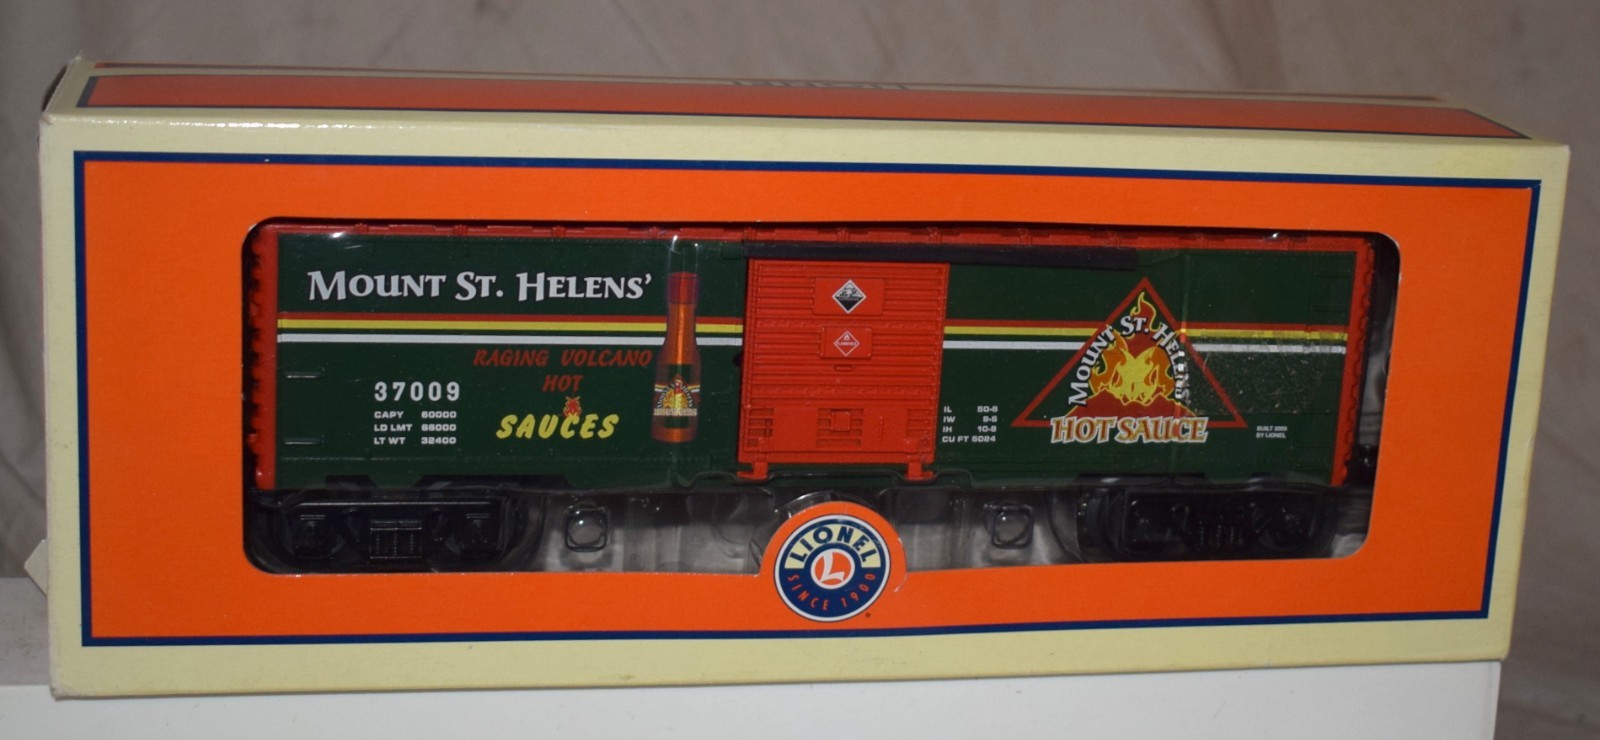 MOUNT ST. HELENS'
RAGING VOLCANO
HOT
SAUCES
37009
CAPY 60000
LD LMT 66000
LT WT 32400
IL 50-6
IW 9-6
IH 10-8
CU FT 5024
MOUNT ST. HELENS
HOT SAUCE
BUILT 2009
BY LIONEL
LIONEL
L
SINCE 1900